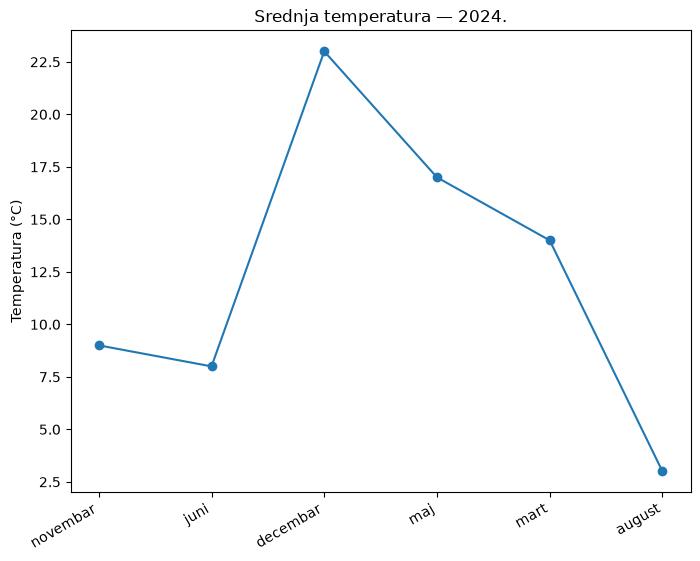 Srednja temperatura — 2024.
Temperatura (°C)
22.5
20.0
17.5
15.0
12.5
10.0
7.5
5.0
2.5
novembar
juni
decembar
maj
mart
august